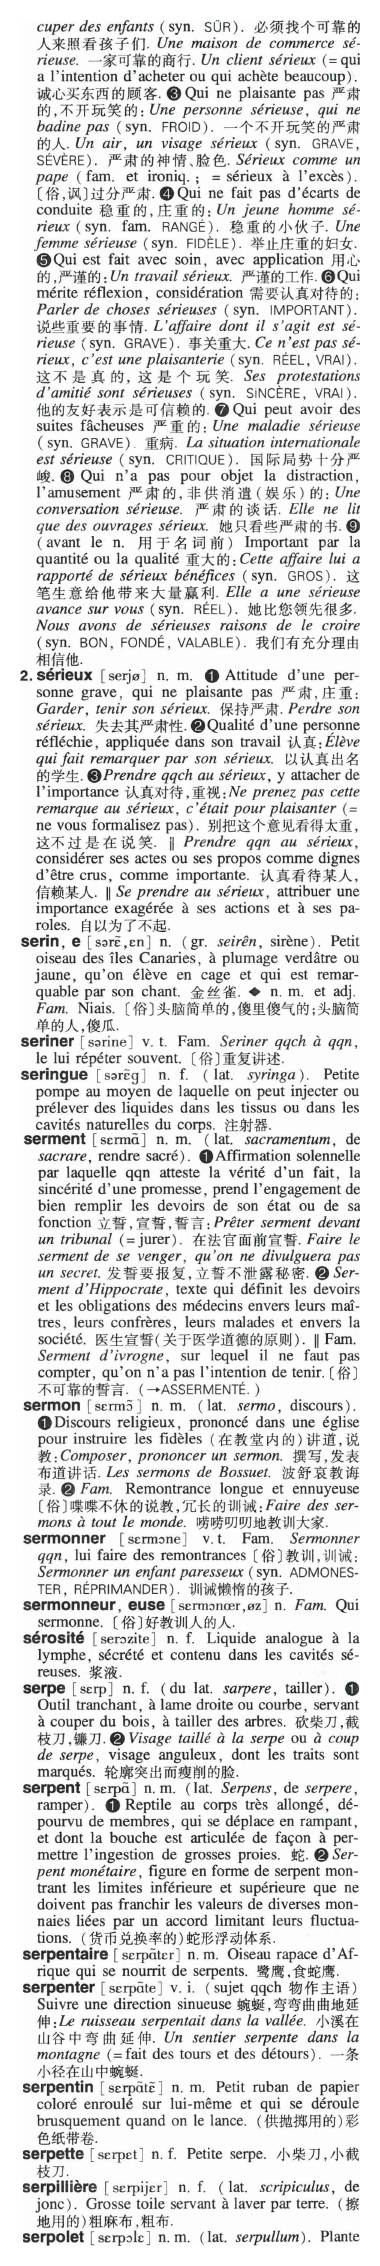 cuper des enfants (syn. SÛR). 必须找个可靠的
人来照看孩子们. Une maison de commerce sé-
rieuse. 一家可靠的商行. Un client sérieux (= qui
a l'intention d'acheter ou qui achète beaucoup).
诚心买东西的顾客. ❸ Qui ne plaisante pas 严肃
的,不开玩笑的: Une personne sérieuse, qui ne
badine pas (syn. FROID). 一个不开玩笑的严肃
的人. Un air, un visage sérieux (syn. GRAVE,
SÉVÈRE). 严肃的神情、脸色. Sérieux comme un
pape (fam. et ironiq.; = sérieux à l'excès).
〔俗,讽〕过分严肃. ❹ Qui ne fait pas d'écarts de
conduite 稳重的,庄重的: Un jeune homme sé-
rieux (syn. fam. RANGÉ). 稳重的小伙子. Une
femme sérieuse (syn. FIDÈLE). 举止庄重的妇女.
❺ Qui est fait avec soin, avec application 用心
的,严谨的: Un travail sérieux. 严谨的工作. ❻ Qui
mérite réflexion, considération 需要认真对待的:
Parler de choses sérieuses (syn. IMPORTANT).
说些重要的事情. L'affaire dont il s'agit est sé-
rieuse (syn. GRAVE). 事关重大. Ce n'est pas sé-
rieux, c'est une plaisanterie (syn. RÉEL, VRAI).
这不是真的, 这是个玩笑. Ses protestations
d'amitié sont sérieuses (syn. SINCÈRE, VRAI).
他的友好表示是可信赖的. ❼ Qui peut avoir des
suites fâcheuses 严重的: Une maladie sérieuse
(syn. GRAVE). 重病. La situation internationale
est sérieuse (syn. CRITIQUE). 国际局势十分严
峻. ❽ Qui n'a pas pour objet la distraction,
l'amusement 严肃的,非供消遣(娱乐)的: Une
conversation sérieuse. 严肃的谈话. Elle ne lit
que des ouvrages sérieux. 她只看些严肃的书. ❾
(avant le n. 用于名词前) Important par la
quantité ou la qualité 重大的: Cette affaire lui a
rapporté de sérieux bénéfices (syn. GROS). 这
笔生意给他带来大量赢利. Elle a une sérieuse
avance sur vous (syn. RÉEL). 她比您领先很多.
Nous avons de sérieuses raisons de le croire
(syn. BON, FONDÉ, VALABLE). 我们有充分理由
相信他.
2. sérieux [serjø] n. m. ❶ Attitude d'une per-
sonne grave, qui ne plaisante pas 严肃,庄重:
Garder, tenir son sérieux. 保持严肃. Perdre son
sérieux. 失去其严肃性. ❷ Qualité d'une personne
réfléchie, appliquée dans son travail 认真: Élève
qui fait remarquer par son sérieux. 以认真出名
的学生. ❸ Prendre qqch au sérieux, y attacher de
l'importance 认真对待,重视: Ne prenez pas cette
remarque au sérieux, c'était pour plaisanter (=
ne vous formalisez pas). 别把这个意见看得太重,
这不过是在说笑. ‖ Prendre qqn au sérieux,
considérer ses actes ou ses propos comme dignes
d'être crus, comme importante. 认真看待某人,
信赖某人. ‖ Se prendre au sérieux, attribuer une
importance exagérée à ses actions et à ses pa-
roles. 自以为了不起.
serin, e [sərɛ̃,ɛn] n. (gr. seirên, sirène). Petit
oiseau des îles Canaries, à plumage verdâtre ou
jaune, qu'on élève en cage et qui est remar-
quable par son chant. 金丝雀. ◆ n. m. et adj.
Fam. Niais. 〔俗〕头脑简单的,傻里傻气的;头脑简
单的人,傻瓜.
seriner [sərine] v. t. Fam. Seriner qqch à qqn,
le lui répéter souvent. 〔俗〕重复讲述.
seringue [sərɛ̃g] n. f. (lat. syringa). Petite
pompe au moyen de laquelle on peut injecter ou
prélever des liquides dans les tissus ou dans les
cavités naturelles du corps. 注射器.
serment [sɛrmɑ̃] n. m. (lat. sacramentum, de
sacrare, rendre sacré). ❶ Affirmation solennelle
par laquelle qqn atteste la vérité d'un fait, la
sincérité d'une promesse, prend l'engagement de
bien remplir les devoirs de son état ou de sa
fonction 立誓,宣誓,誓言: Prêter serment devant
un tribunal (= jurer). 在法官面前宣誓. Faire le
serment de se venger, qu'on ne divulguera pas
un secret. 发誓要报复,立誓不泄露秘密. ❷ Ser-
ment d'Hippocrate, texte qui définit les devoirs
et les obligations des médecins envers leurs maî-
tres, leurs confrères, leurs malades et envers la
société. 医生宣誓(关于医学道德的原则). ‖ Fam.
Serment d'ivrogne, sur lequel il ne faut pas
compter, qu'on n'a pas l'intention de tenir. 〔俗〕
不可靠的誓言. (→ASSERMENTÉ.)
sermon [sɛrmɔ̃] n. m. (lat. sermo, discours).
❶ Discours religieux, prononcé dans une église
pour instruire les fidèles (在教堂内的)讲道,说
教: Composer, prononcer un sermon. 撰写,发表
布道讲话. Les sermons de Bossuet. 波舒哀教诲
录. ❷ Fam. Remontrance longue et ennuyeuse
〔俗〕喋喋不休的说教,冗长的训诫: Faire des ser-
mons à tout le monde. 唠唠叨叨地教训大家.
sermonner [sɛrmɔne] v. t. Fam. Sermonner
qqn, lui faire des remontrances 〔俗〕教训,训诫:
Sermonner un enfant paresseux (syn. ADMONES-
TER, RÉPRIMANDER). 训诫懒惰的孩子.
sermonneur, euse [sɛrmɔnœr,øz] n. Fam. Qui
sermonne. 〔俗〕好教训人的人.
sérosité [serɔzite] n. f. Liquide analogue à la
lymphe, sécrété et contenu dans les cavités sé-
reuses. 浆液.
serpe [sɛrp] n. f. (du lat. sarpere, tailler). ❶
Outil tranchant, à lame droite ou courbe, servant
à couper du bois, à tailler des arbres. 砍柴刀,截
枝刀,镰刀. ❷ Visage taillé à la serpe ou à coup
de serpe, visage anguleux, dont les traits sont
marqués. 轮廓突出而瘦削的脸.
serpent [sɛrpɑ̃] n. m. (lat. Serpens, de serpere,
ramper). ❶ Reptile au corps très allongé, dé-
pourvu de membres, qui se déplace en rampant,
et dont la bouche est articulée de façon à per-
mettre l'ingestion de grosses proies. 蛇. ❷ Ser-
pent monétaire, figure en forme de serpent mon-
trant les limites inférieure et supérieure que ne
doivent pas franchir les valeurs de diverses mon-
naies liées par un accord limitant leurs fluctua-
tions. (货币兑换率的)蛇形浮动体系.
serpentaire [sɛrpɑ̃tɛr] n. m. Oiseau rapace d'Af-
rique qui se nourrit de serpents. 鹭鹰,食蛇鹰.
serpenter [sɛrpɑ̃te] v. i. (sujet qqch 物作主语)
Suivre une direction sinueuse 蜿蜒,弯弯曲曲地延
伸: Le ruisseau serpentait dans la vallée. 小溪在
山谷中弯曲延伸. Un sentier serpente dans la
montagne (= fait des tours et des détours). 一条
小径在山中蜿蜒.
serpentin [sɛrpɑ̃tɛ̃] n. m. Petit ruban de papier
coloré enroulé sur lui-même et qui se déroule
brusquement quand on le lance. (供抛掷用的)彩
色纸带卷.
serpette [sɛrpɛt] n. f. Petite serpe. 小柴刀,小截
枝刀.
serpillière [sɛrpijɛr] n. f. (lat. scirpiculus, de
jonc). Grosse toile servant à laver par terre. (擦
地用的)粗麻布,粗布.
serpolet [sɛrpɔlɛ] n. m. (lat. serpullum). Plante